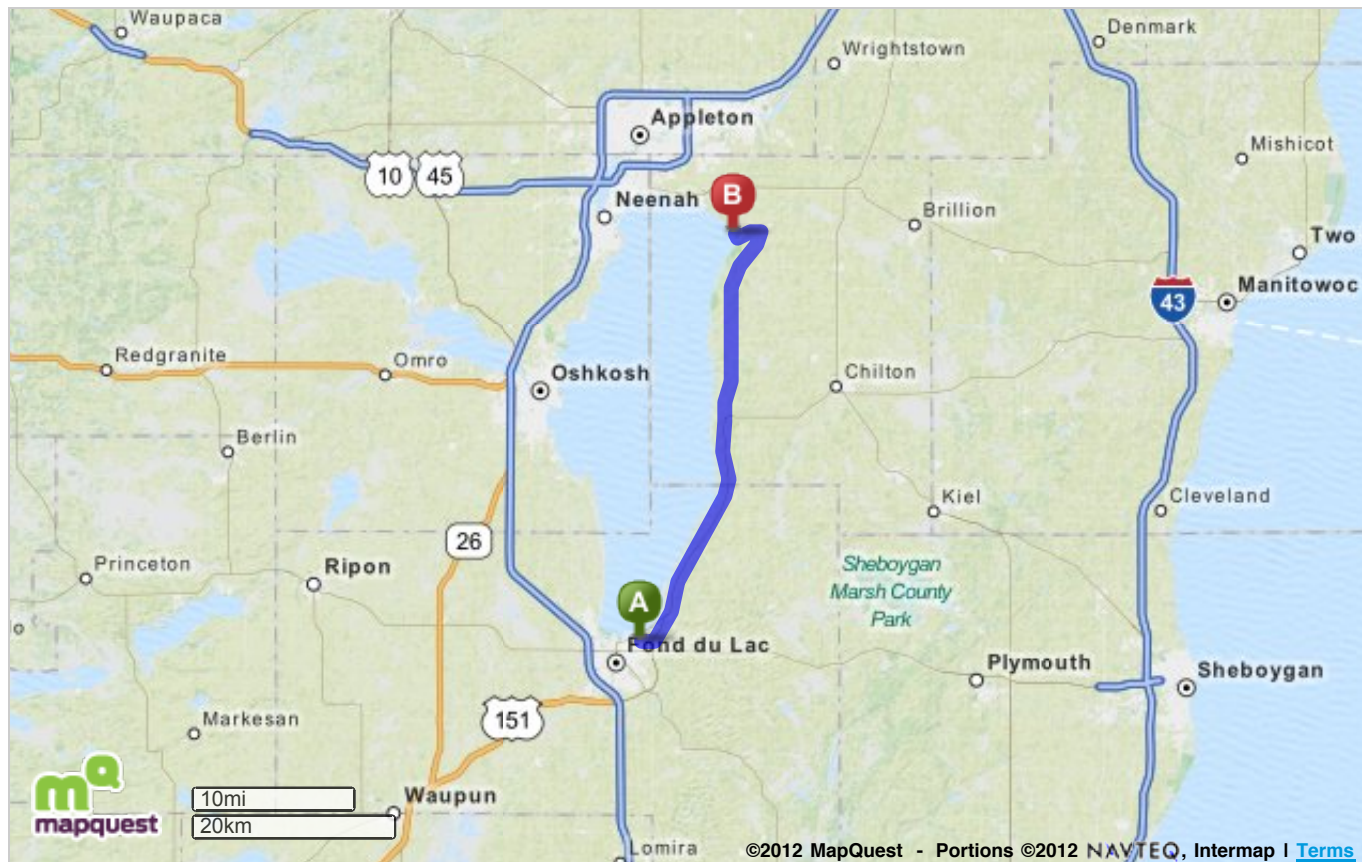 Waupaca
Denmark
Wrightstown
Appleton
Mishicot
10
45
Neenah
B
Brillion
Two
Manitowoc
43
Redgranite
Omro
Oshkosh
Chilton
Berlin
Kiel
Cleveland
26
Princeton
Ripon
Sheboygan
Marsh County
Park
A
Fond du Lac
Plymouth
Sheboygan
Markesan
151
mq
mapquest
10mi
20km
Waupun
Lomira
©2012 MapQuest - Portions ©2012 NAVTEQ, Intermap | Terms